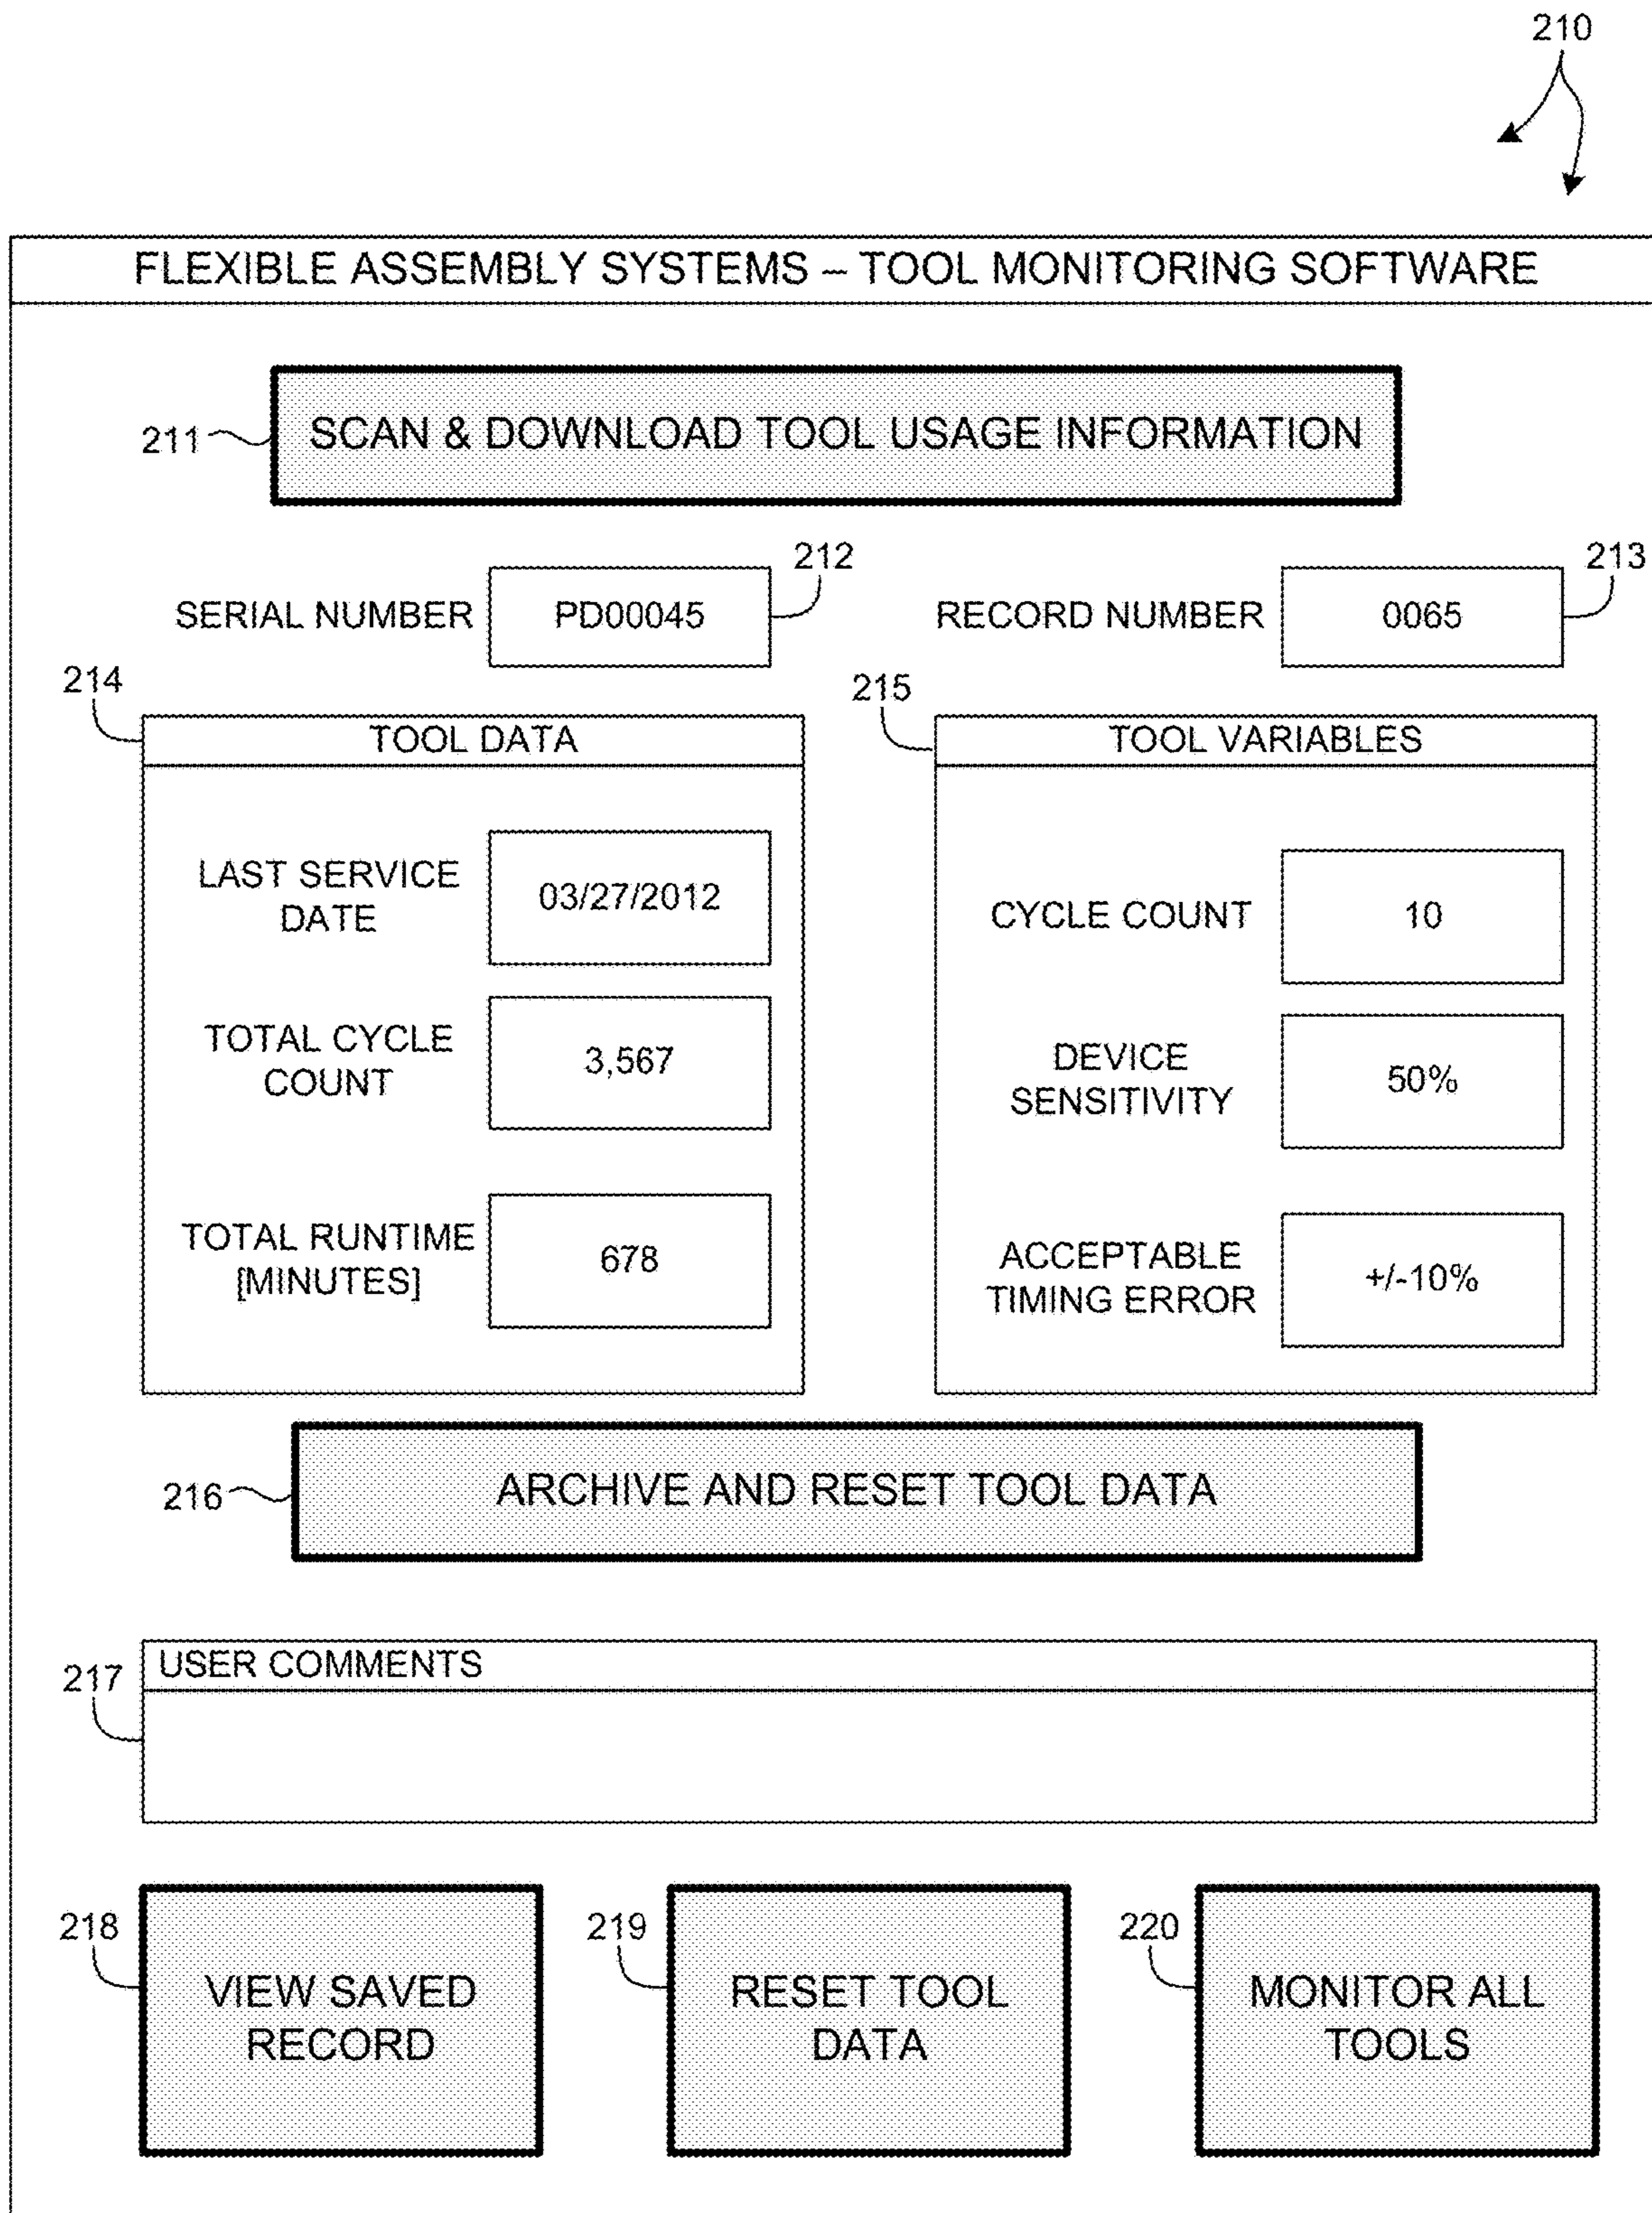 210
FLEXIBLE ASSEMBLY SYSTEMS – TOOL MONITORING SOFTWARE
211
SCAN & DOWNLOAD TOOL USAGE INFORMATION
SERIAL NUMBER
PD00045
212
RECORD NUMBER
0065
213
214
TOOL DATA
LAST SERVICE
DATE
03/27/2012
TOTAL CYCLE
COUNT
3,567
TOTAL RUNTIME
[MINUTES]
678
215
TOOL VARIABLES
CYCLE COUNT
10
DEVICE
SENSITIVITY
50%
ACCEPTABLE
TIMING ERROR
+/-10%
216
ARCHIVE AND RESET TOOL DATA
217
USER COMMENTS
218
VIEW SAVED
RECORD
219
RESET TOOL
DATA
220
MONITOR ALL
TOOLS